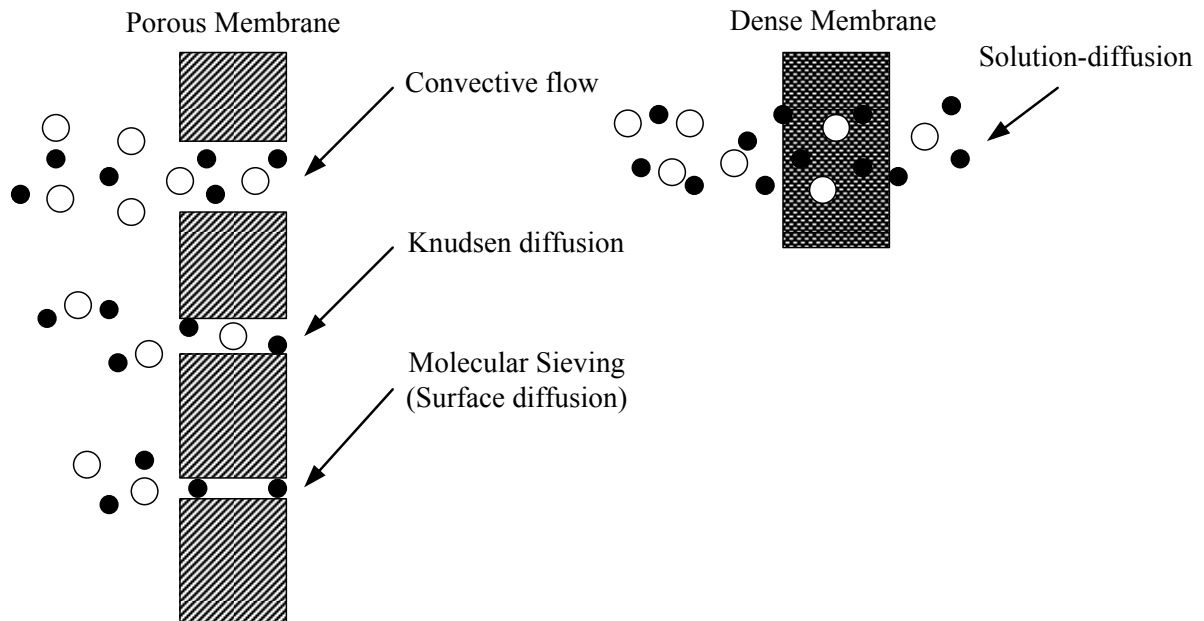 Porous Membrane
Dense Membrane
Solution-diffusion
Convective flow
Knudsen diffusion
Molecular Sieving
(Surface diffusion)